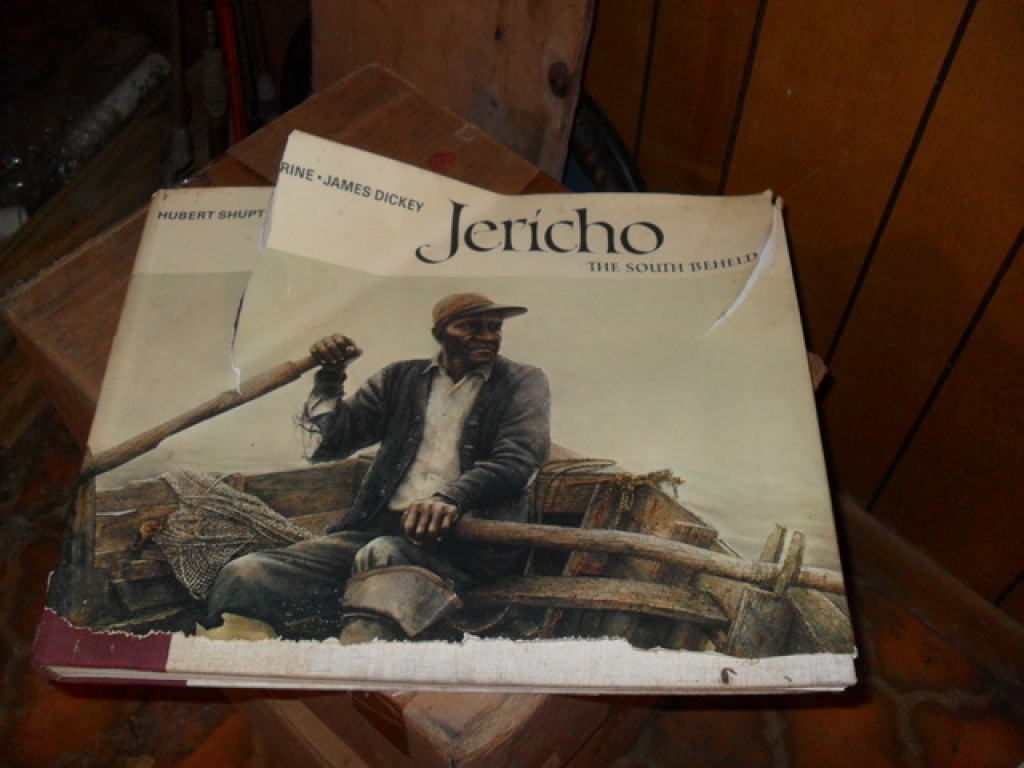 HUBERT SHUPT
RINE • JAMES DICKEY
Jericho
THE SOUTH BEHELD